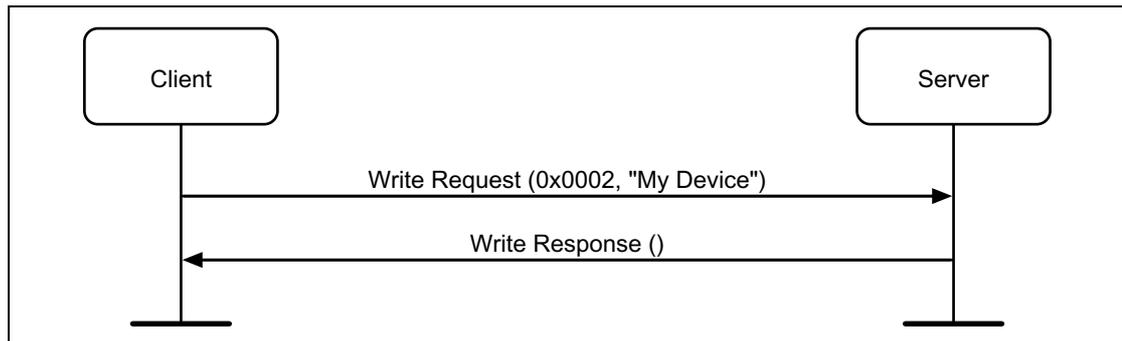 Client
Server
Write Request (0x0002, "My Device")
Write Response ()